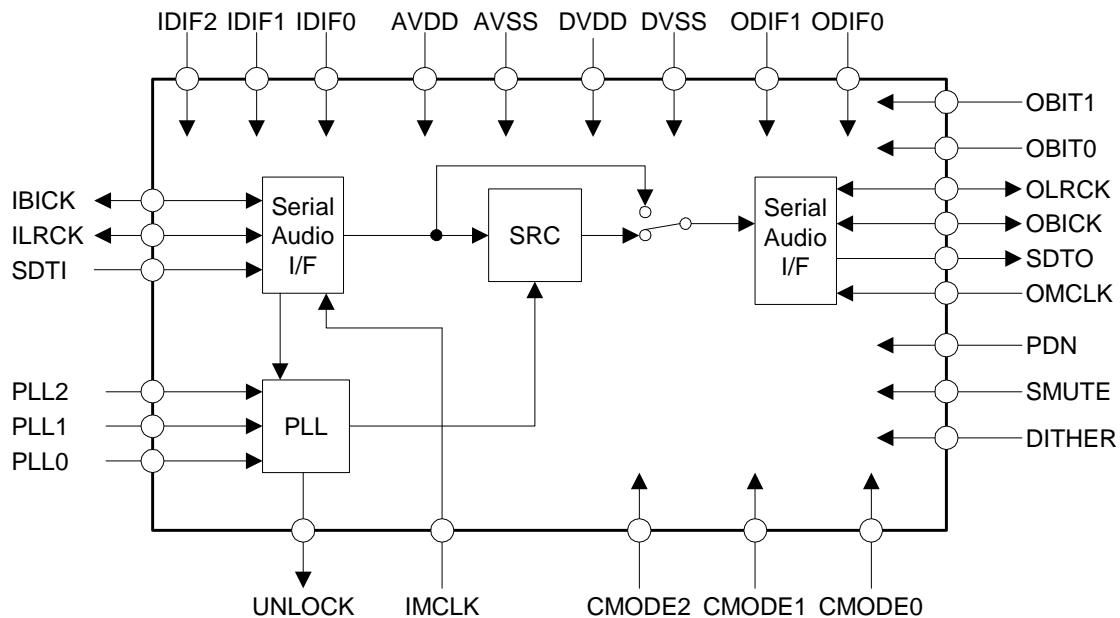 IDIF2 IDIF1 IDIF0 AVDD AVSS DVDD DVSS ODIF1 ODIF0
OBIT1
OBIT0
IBICK
ILRCK
SDTI
Serial
Audio
I/F
SRC
Serial
Audio
I/F
OLRCK
OBICK
SDTO
OMCLK
PDN
SMUTE
DITHER
PLL2
PLL1
PLL0
PLL
UNLOCK IMCLK CMODE2 CMODE1 CMODE0